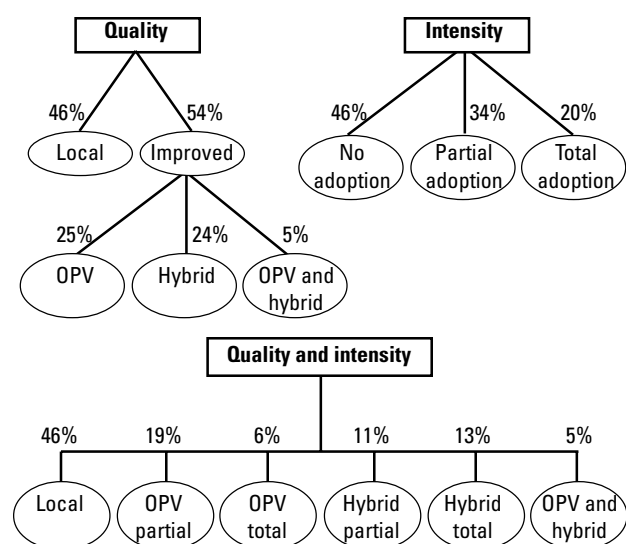 Quality
46%
54%
Local
Improved
25%
24%
5%
OPV
Hybrid
OPV and
hybrid
Intensity
46%
34%
20%
No
adoption
Partial
adoption
Total
adoption
Quality and intensity
46%
19%
6%
11%
13%
5%
Local
OPV
partial
OPV
total
Hybrid
partial
Hybrid
total
OPV and
hybrid